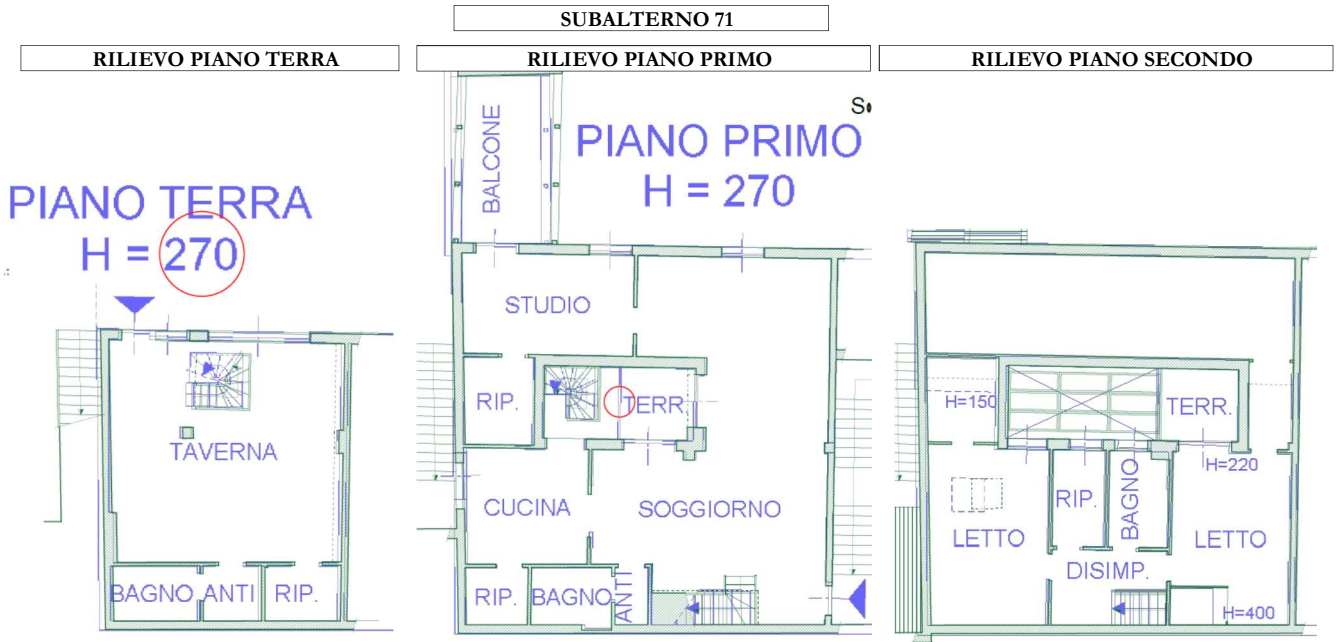 SUBALTERNO 71
RILIEVO PIANO TERRA
PIANO TERRA
H = 270
TAVERNA
BAGNO
ANTI
RIP.
RILIEVO PIANO PRIMO
PIANO PRIMO
H = 270
BALCONE
STUDIO
RIP.
TERR.
CUCINA
SOGGIORNO
RIP.
BAGNO
ANTI
RILIEVO PIANO SECONDO
H=150
TERR.
H=220
RIP.
BAGNO
LETTO
LETTO
DISIMP.
H=400